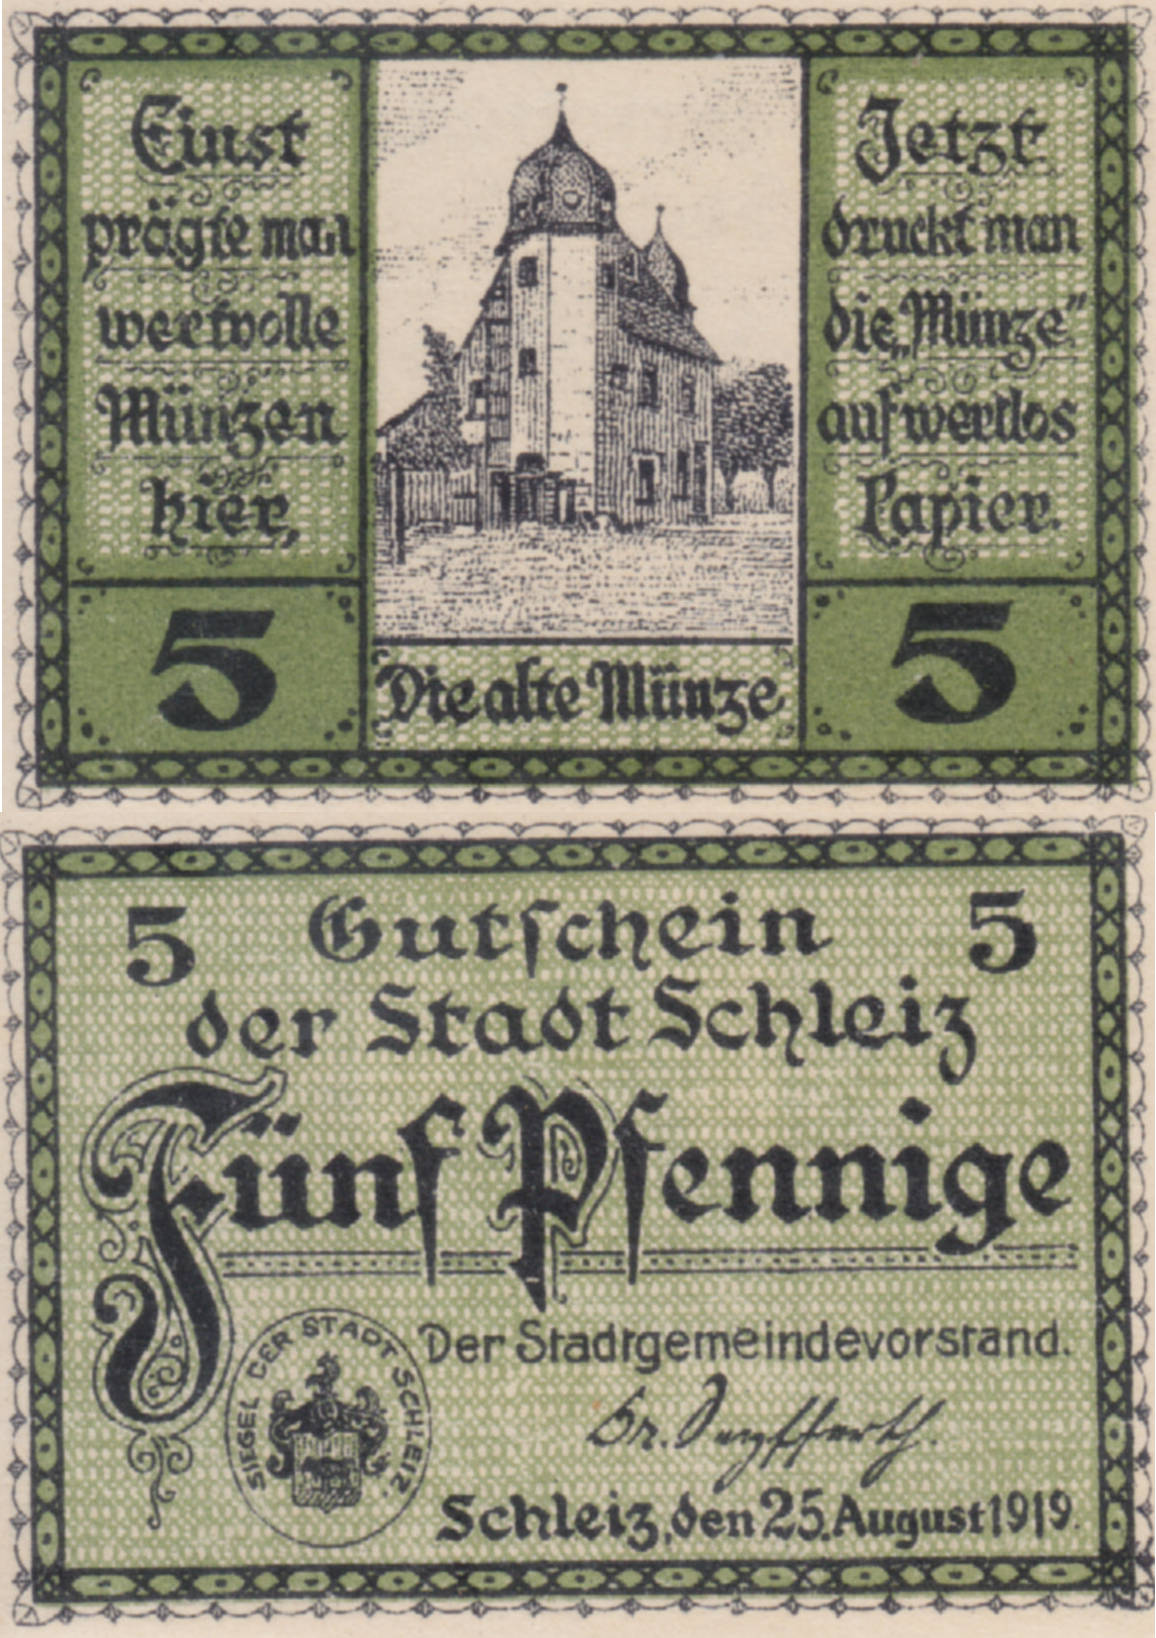 Einst
prägte man
wertvolle
Münzen
hier,
Jetzt
druckt man
die „Münze“
auf wertlos
Papier.
5
Die alte Münze
5
5
Gutschein
5
der Stadt Schleiz
Fünf Pfennige
SIEGEL DER STADT SCHLEIZ.
Der Stadtgemeindevorstand.
Dr.
Schleiz, den 25. August 1919.